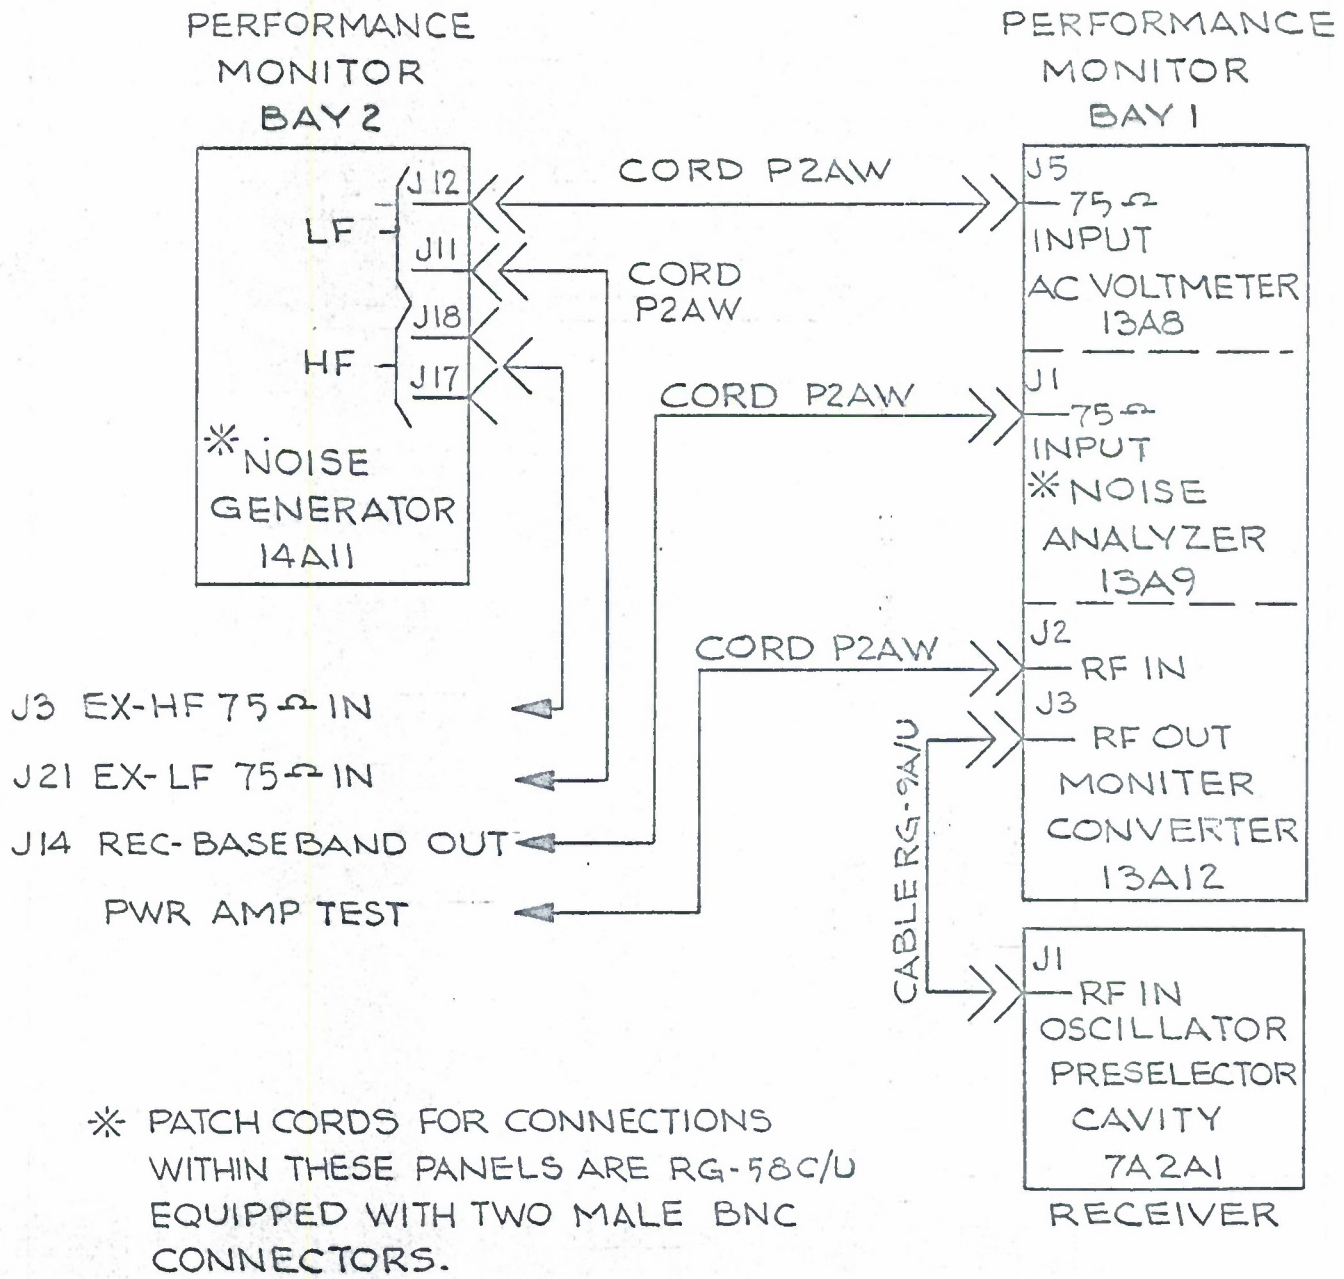 PERFORMANCE
MONITOR
BAY 2
J12
LF
J11
J18
HF
J17
※ NOISE
GENERATOR
14A11
CORD P2AW
CORD
P2AW
CORD P2AW
CORD P2AW
CABLE RG-9A/U
PERFORMANCE
MONITOR
BAY 1
J5
75 Ω
INPUT
AC VOLTMETER
13A8
J1
75 Ω
INPUT
※ NOISE
ANALYZER
13A9
J2
RF IN
J3
RF OUT
MONITER
CONVERTER
13A12
J1
RF IN
OSCILLATOR
PRESELECTOR
CAVITY
7A2A1
RECEIVER
J3 EX-HF 75 Ω IN
J21 EX-LF 75 Ω IN
J14 REC-BASEBAND OUT
PWR AMP TEST
※ PATCH CORDS FOR CONNECTIONS
WITHIN THESE PANELS ARE RG-58C/U
EQUIPPED WITH TWO MALE BNC
CONNECTORS.